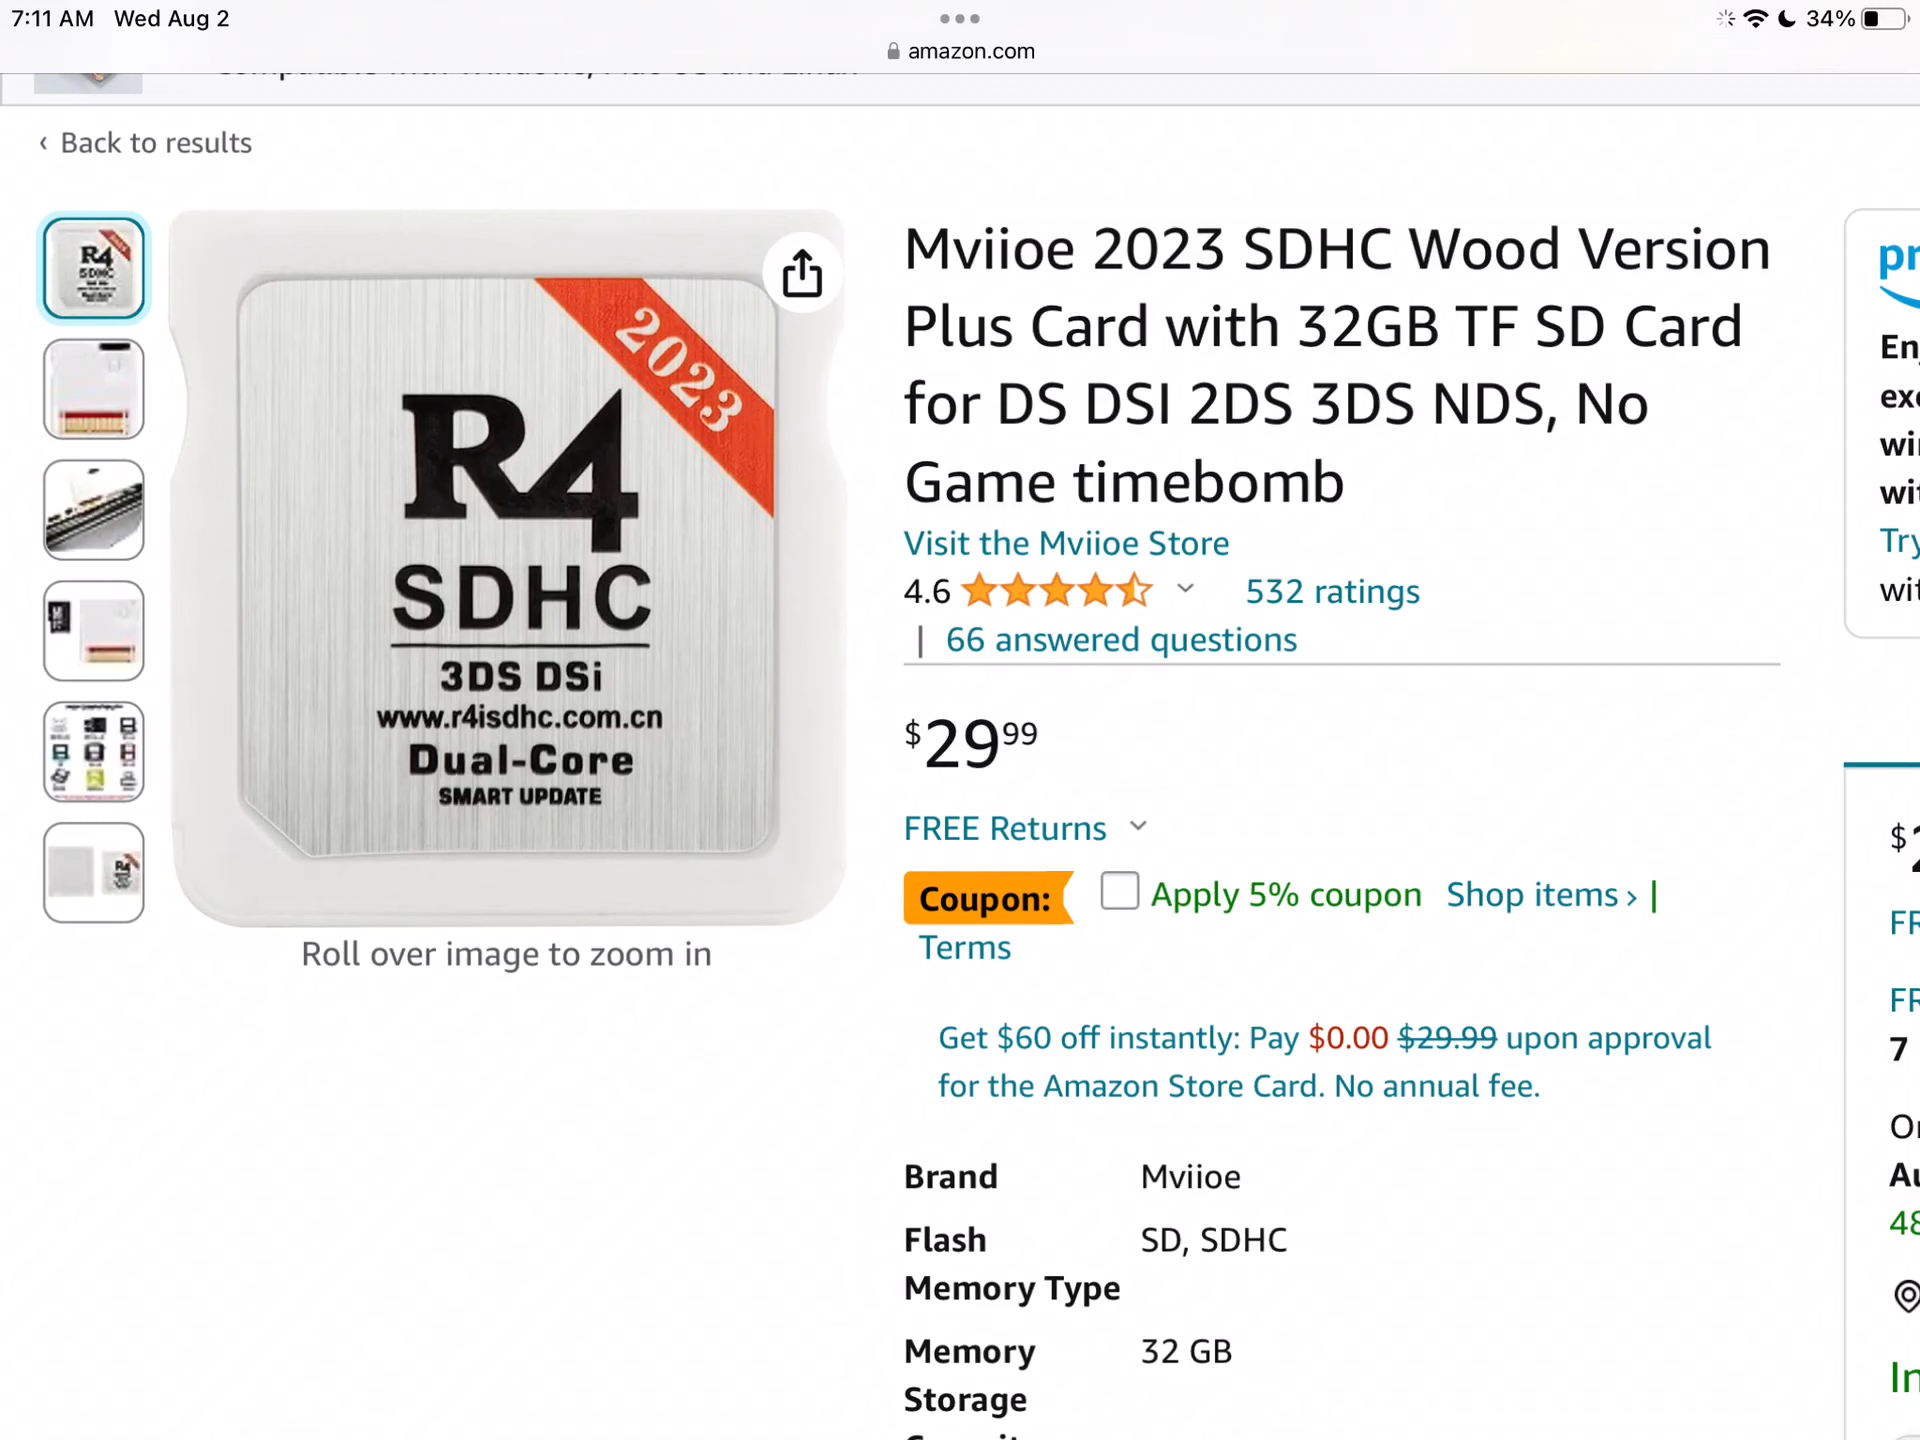 7:11 AM Wed Aug 2
34%
amazon.com
‹ Back to results
2023
R4
SDHC
3DS DSi
www.r4isdhc.com.cn
Dual-Core
SMART UPDATE
Roll over image to zoom in
Mviioe 2023 SDHC Wood Version
Plus Card with 32GB TF SD Card
for DS DSI 2DS 3DS NDS, No
Game timebomb
Visit the Mviioe Store
4.6 532 ratings
| 66 answered questions
$29 99
FREE Returns
Coupon: Apply 5% coupon Shop items › |
Terms
Get $60 off instantly: Pay $0.00 $29.99 upon approval
for the Amazon Store Card. No annual fee.
Brand Mviioe
Flash SD, SDHC
Memory Type
Memory 32 GB
Storage